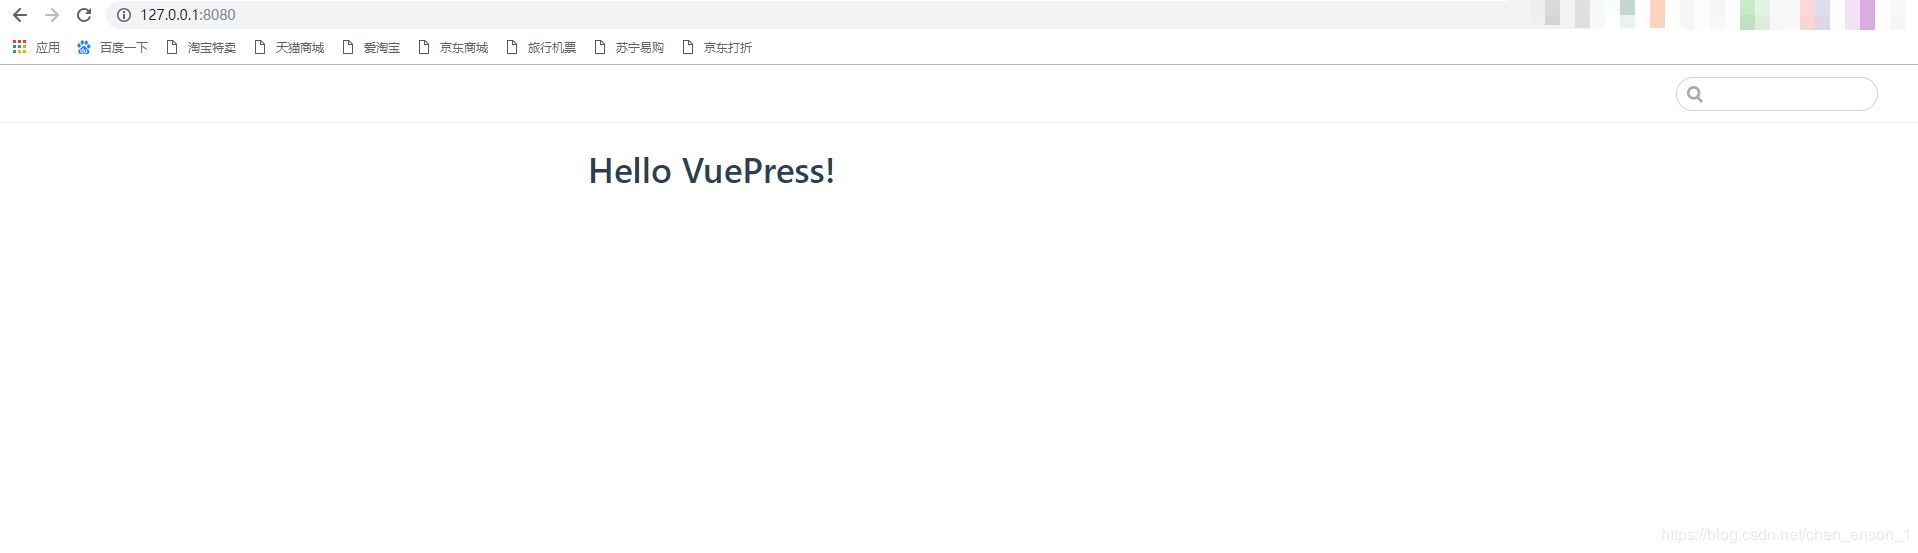 127.0.0.1:8080
应用 百度一下 淘宝特卖 天猫商城 爱淘宝 京东商城 旅行机票 苏宁易购 京东打折
Hello VuePress!
https://blog.csdn.net/chen_enson_1